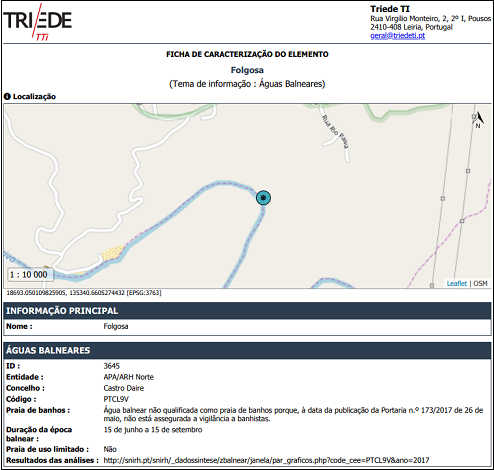 TRIEDE
TTi
Triede TI
Rua Virgílio Monteiro, 2, 2º I, Pousos
2410-408 Leiria, Portugal
geral@triedeti.pt
FICHA DE CARACTERIZAÇÃO DO ELEMENTO
Folgosa
(Tema de informação : Águas Balneares)
Localização
Rua Rio Paiva
N
1 : 10 000
Leaflet | OSM
18693.050109825905, 135340.6605274432 [EPSG:3763]
INFORMAÇÃO PRINCIPAL
Nome : Folgosa
ÁGUAS BALNEARES
ID : 3645
Entidade : APA/ARH Norte
Concelho : Castro Daire
Código : PTCL9V
Praia de banhos : Água balnear não qualificada como praia de banhos porque, à data da publicação da Portaria n.º 173/2017 de 26 de
maio, não está assegurada a vigilância a banhistas.
Duração da época
balnear : 15 de junho a 15 de setembro
Praia de uso limitado : Não
Resultados das análises : http://snirh.pt/snirh/_dadossintese/zbalnear/janela/par_graficos.php?code_cee=PTCL9V&ano=2017